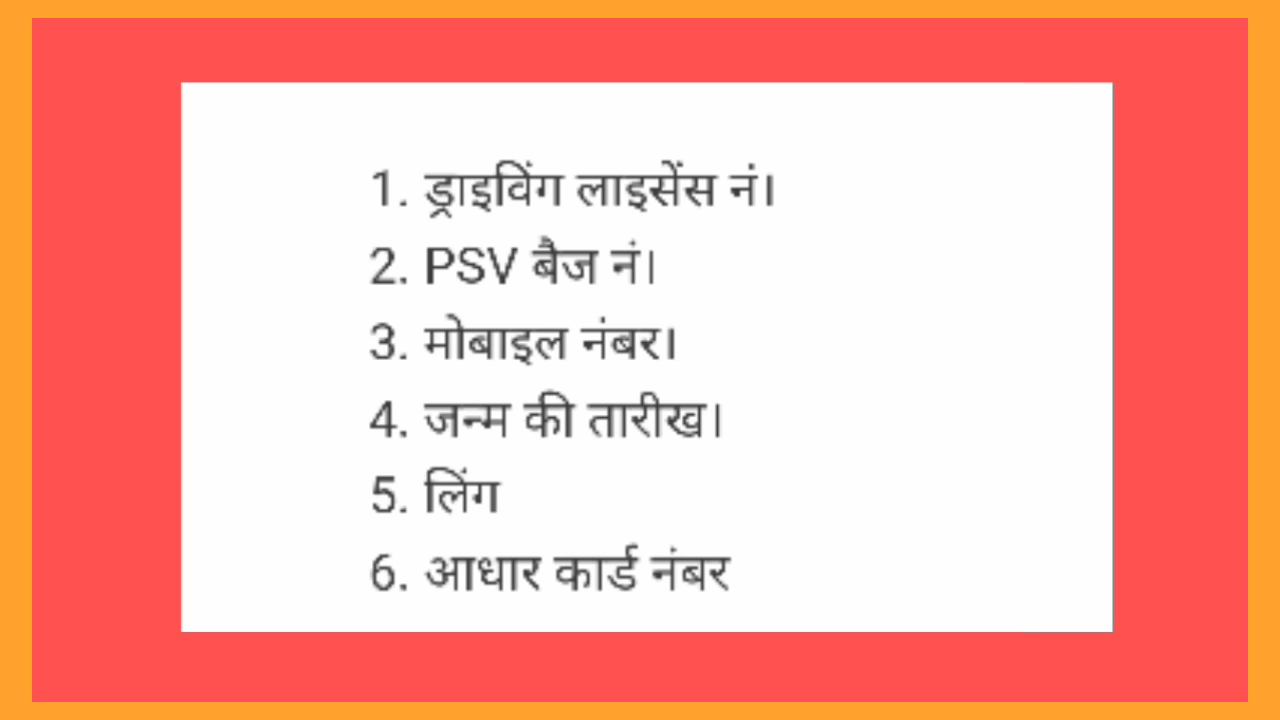 1. ड्राइविंग लाइसेंस नं।
2. PSV बैज नं।
3. मोबाइल नंबर।
4. जन्म की तारीख।
5. लिंग
6. आधार कार्ड नंबर